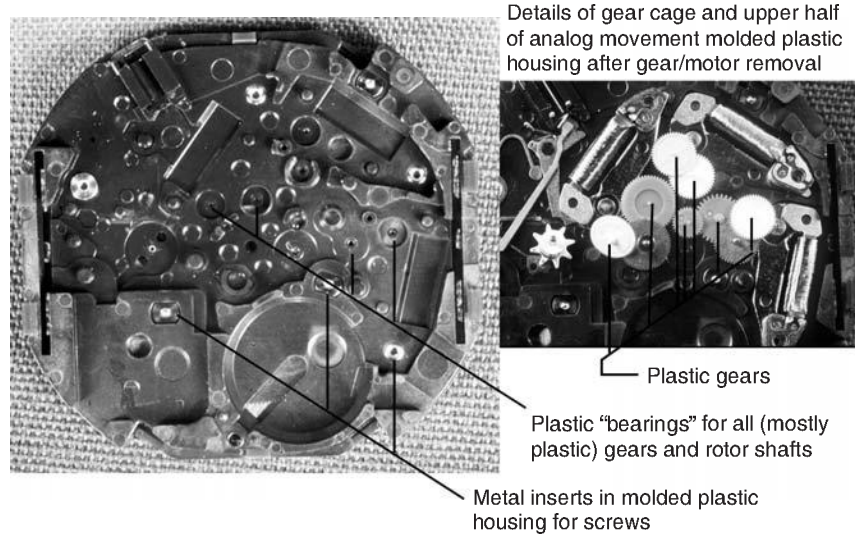 Details of gear cage and upper half
of analog movement molded plastic
housing after gear/motor removal
Plastic gears
Plastic “bearings” for all (mostly
plastic) gears and rotor shafts
Metal inserts in molded plastic
housing for screws